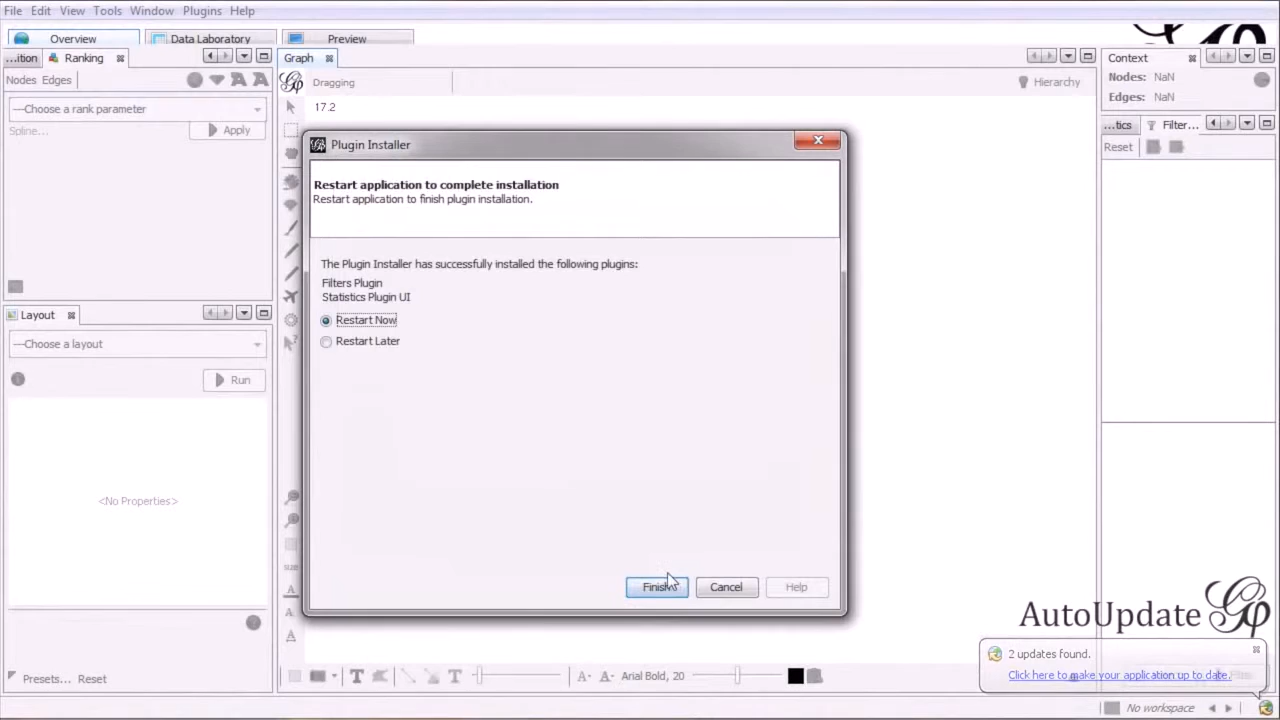 File Edit View Tools Window Plugins Help
Overview Data Laboratory Preview
...ition Ranking
Graph
Context
Nodes Edges
Dragging
Hierarchy
Nodes: NaN
Edges: NaN
---Choose a rank parameter
17.2
Spline...
Apply
...tics Filter...
Reset
Plugin Installer
Restart application to complete installation
Restart application to finish plugin installation.
The Plugin Installer has successfully installed the following plugins:
Filters Plugin
Statistics Plugin UI
Restart Now
Restart Later
Layout
---Choose a layout
Run
<No Properties>
SIZE
Finish Cancel Help
AutoUpdate
2 updates found.
Click here to make your application up to date.
Presets... Reset
Arial Bold, 20
No workspace